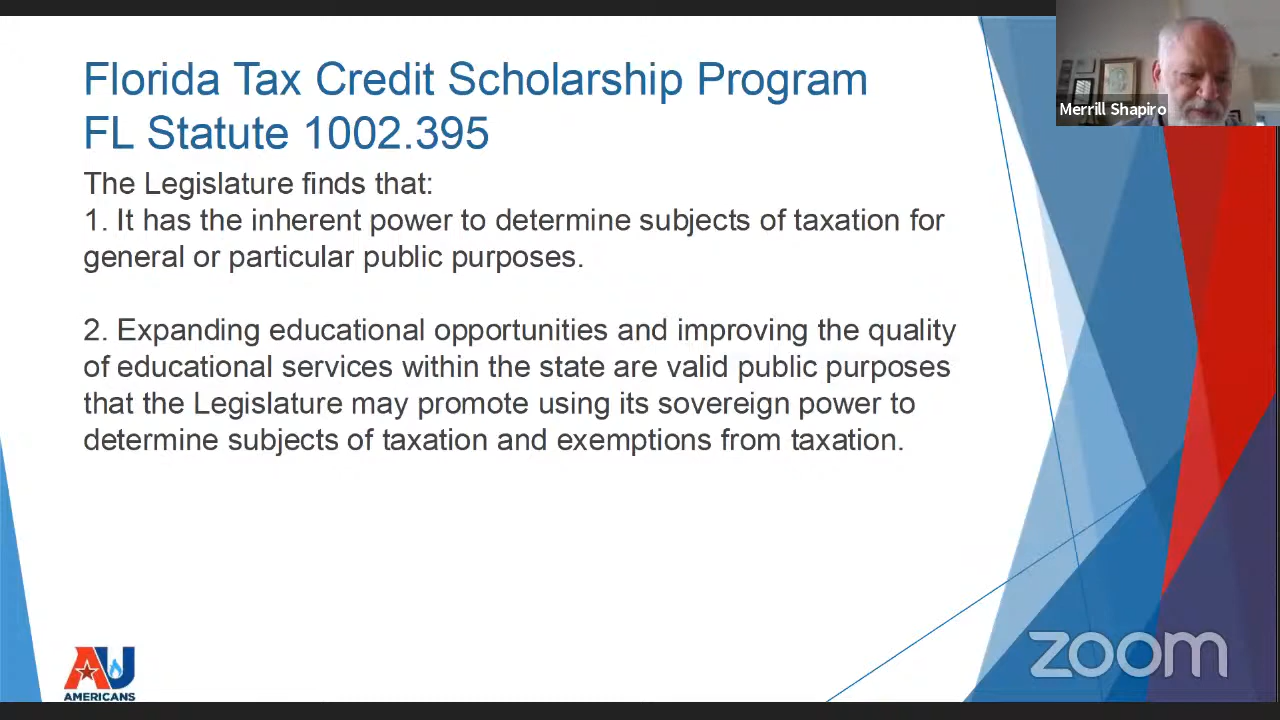 Florida Tax Credit Scholarship Program
FL Statute 1002.395
Merrill Shapiro
The Legislature finds that:
1. It has the inherent power to determine subjects of taxation for
general or particular public purposes.
2. Expanding educational opportunities and improving the quality
of educational services within the state are valid public purposes
that the Legislature may promote using its sovereign power to
determine subjects of taxation and exemptions from taxation.
AU
AMERICANS
zoom